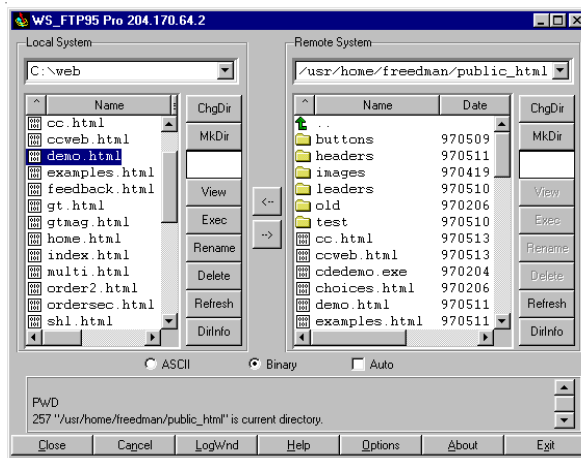 WS_FTP95 Pro 204.170.64.2
Local System
C:\web
^ Name
cc.html
ccweb.html
demo.html
examples.html
feedback.html
gt.html
gtmag.html
home.html
index.html
multi.html
order2.html
ordersec.html
shl.html
ChgDir
MkDir
View
Exec
Rename
Delete
Refresh
DirInfo
<--
-->
Remote System
/usr/home/freedman/public_html
^ Name Date
..
buttons 970509
headers 970511
images 970419
leaders 970510
old 970206
test 970510
cc.html 970513
ccweb.html 970513
cdedemo.exe 970204
choices.html 970206
demo.html 970511
examples.html 970511
ChgDir
MkDir
View
Exec
Rename
Delete
Refresh
DirInfo
ASCII Binary Auto
PWD
257 "/usr/home/freedman/public_html" is current directory.
Close Cancel LogWnd Help Options About Exit